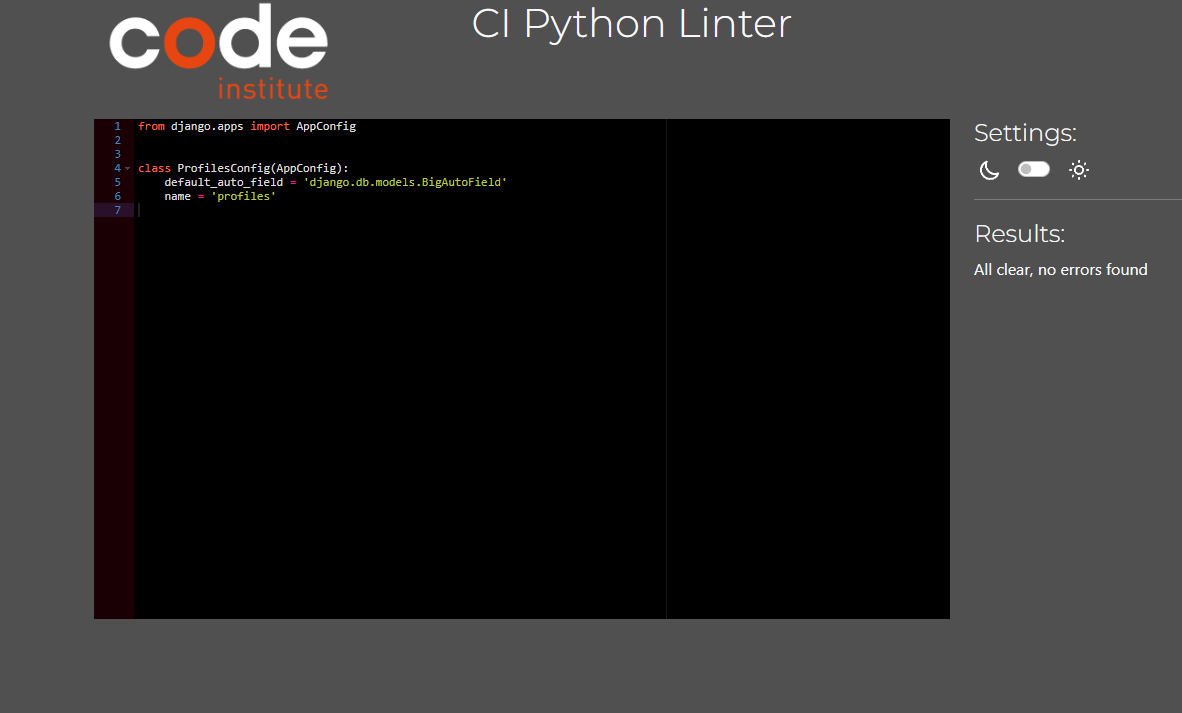 code
institute
CI Python Linter
1 from django.apps import AppConfig
2
3
4 class ProfilesConfig(AppConfig):
5     default_auto_field = 'django.db.models.BigAutoField'
6     name = 'profiles'
7
Settings:
Results:
All clear, no errors found